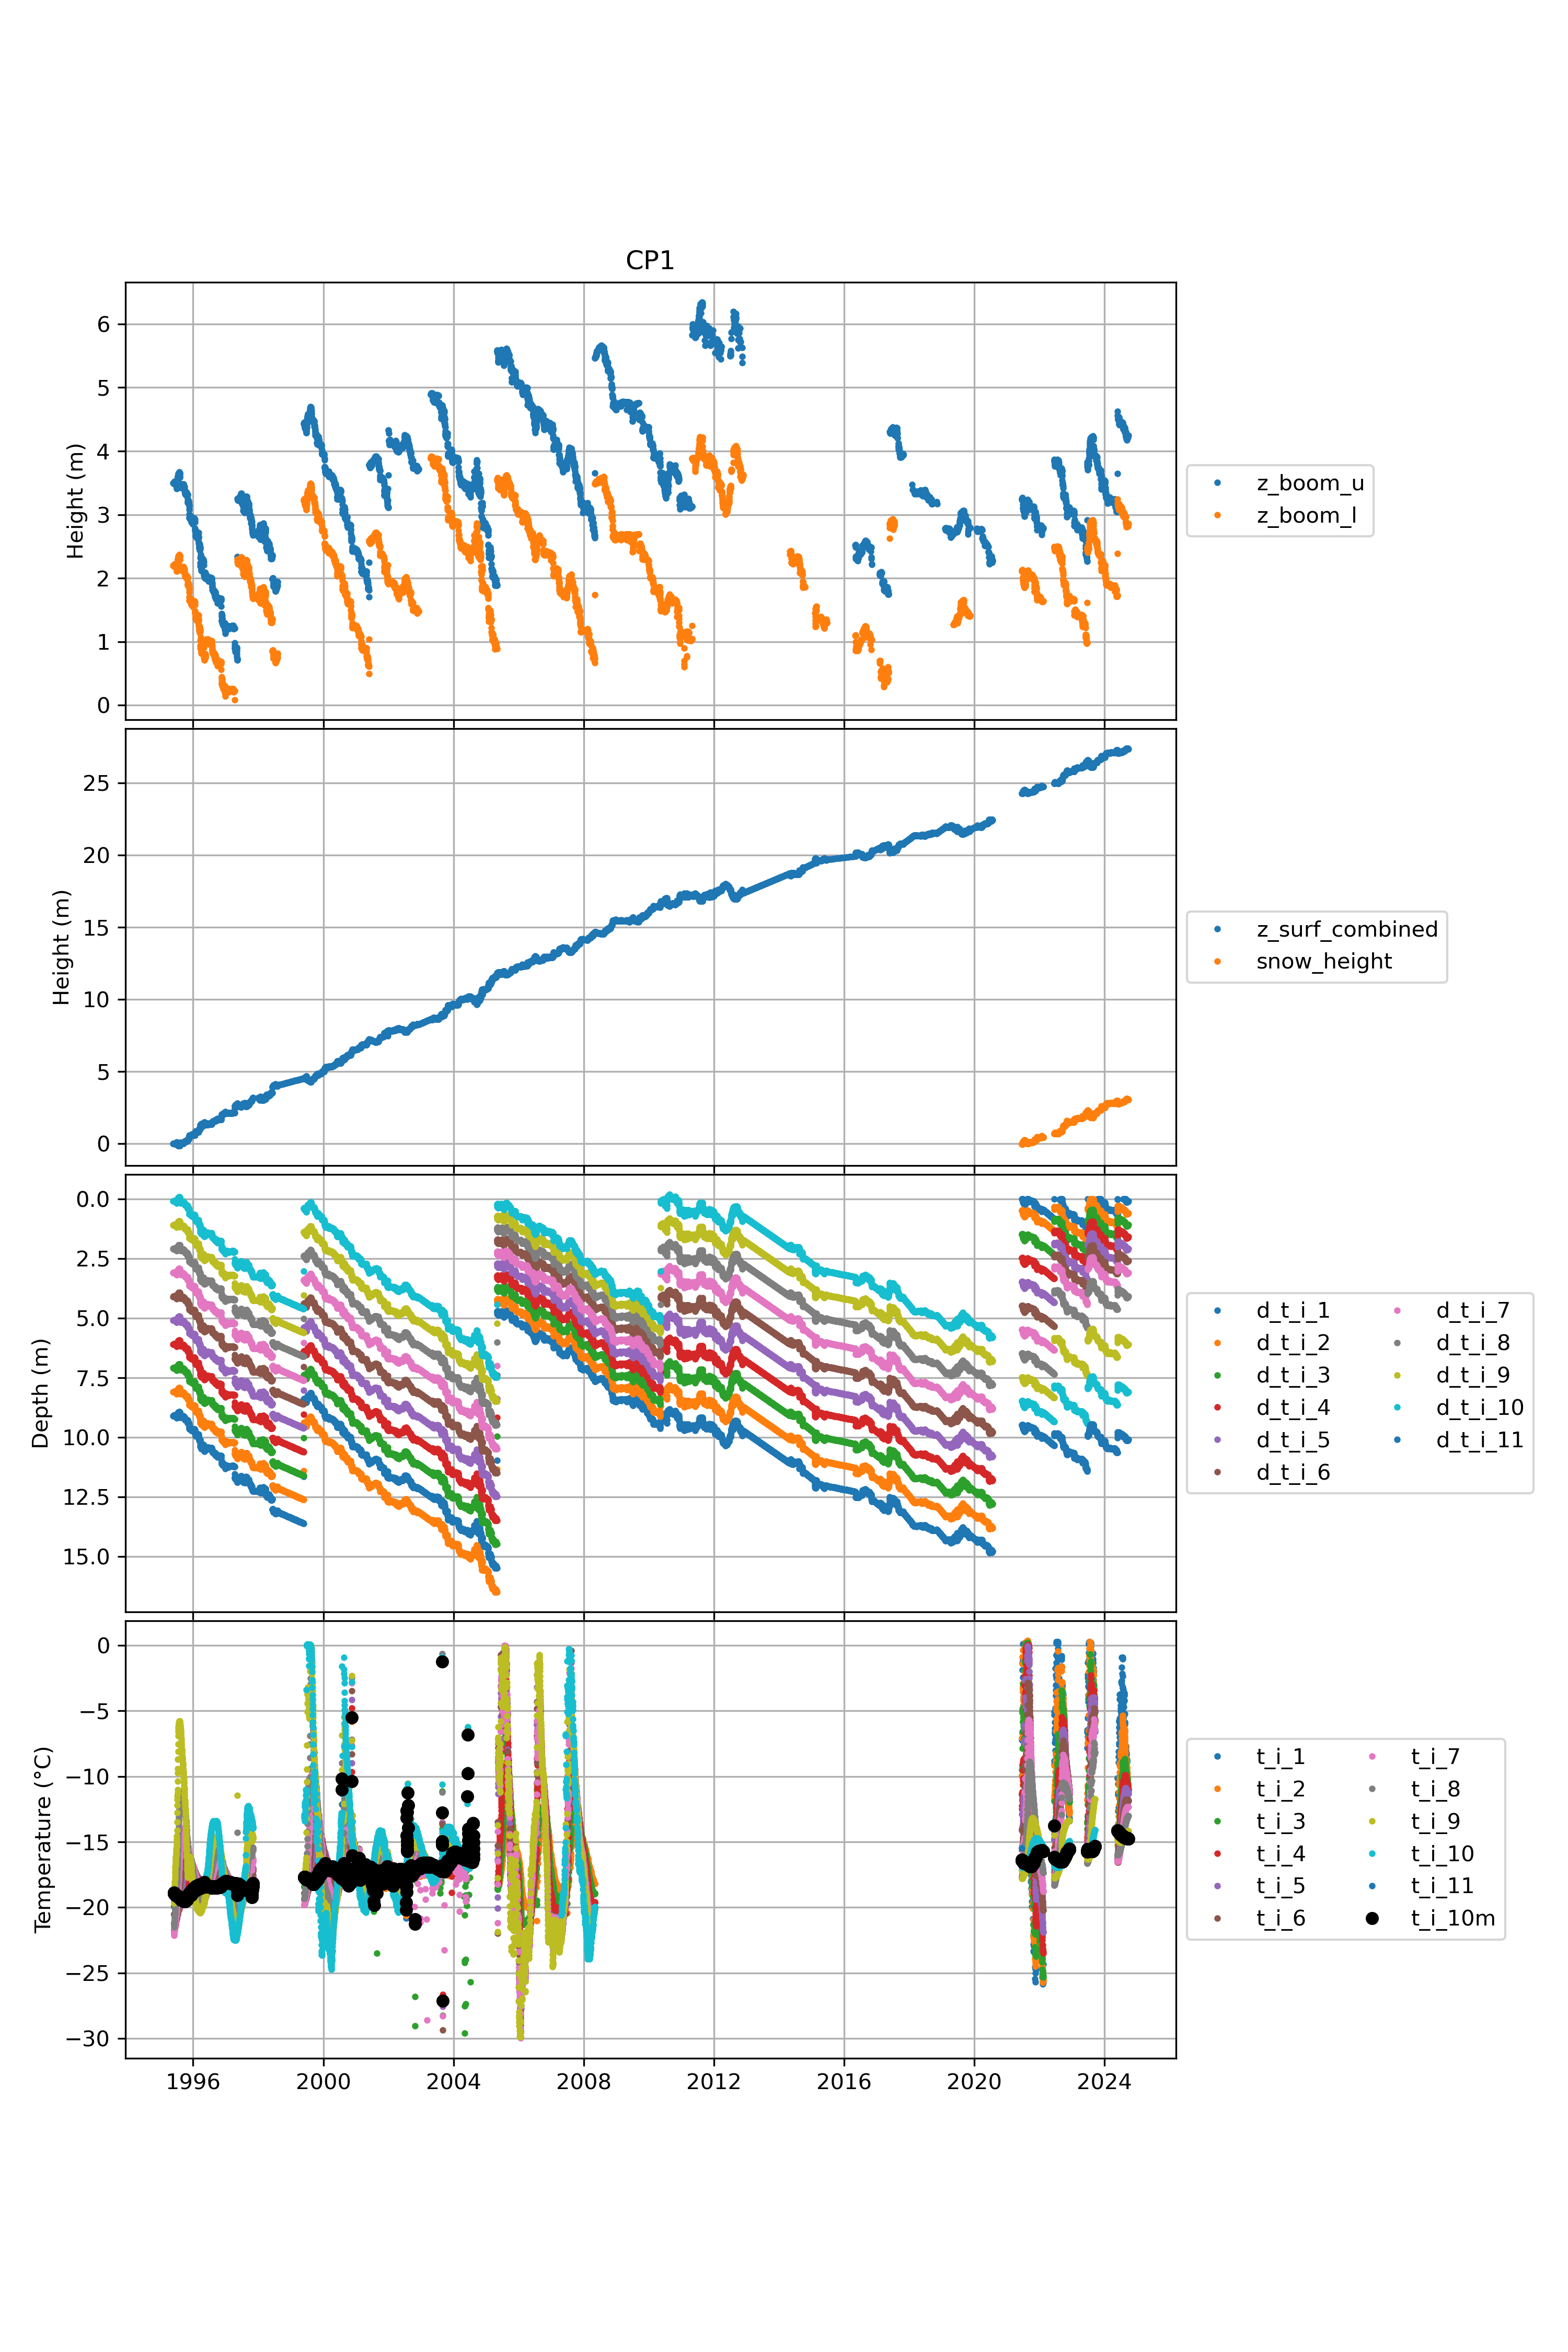 CP1
Height (m)
6
5
4
3
2
1
0
z_boom_u
z_boom_l
Height (m)
25
20
15
10
5
0
z_surf_combined
snow_height
Depth (m)
0.0
2.5
5.0
7.5
10.0
12.5
15.0
d_t_i_1 d_t_i_7
d_t_i_2 d_t_i_8
d_t_i_3 d_t_i_9
d_t_i_4 d_t_i_10
d_t_i_5 d_t_i_11
d_t_i_6
Temperature (°C)
0
−5
−10
−15
−20
−25
−30
t_i_1 t_i_7
t_i_2 t_i_8
t_i_3 t_i_9
t_i_4 t_i_10
t_i_5 t_i_11
t_i_6 t_i_10m
1996 2000 2004 2008 2012 2016 2020 2024